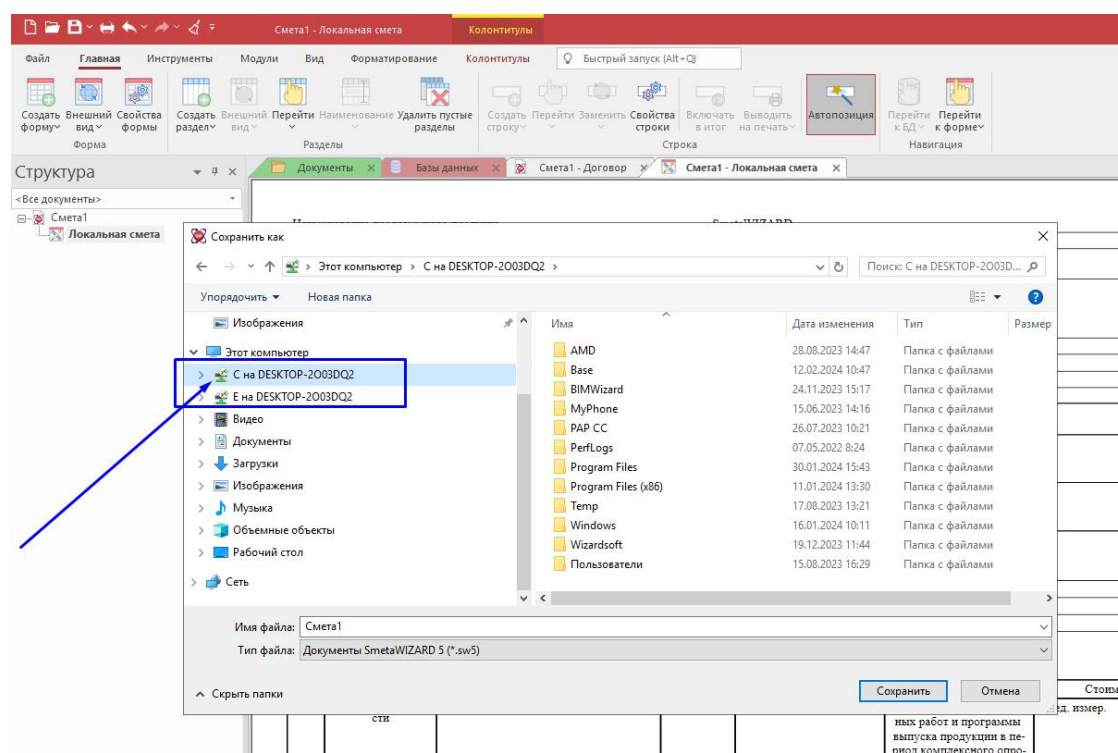 Смета1 - Локальная смета
Колонтитулы
Файл Главная Инструменты Модули Вид Форматирование Колонтитулы Быстрый запуск (Alt+Q)
Создать форму Внешний вид Свойства формы
Форма
Создать раздел Внешний вид Перейти Наименование Удалить пустые разделы
Разделы
Создать строку Перейти Заменить Свойства строки Включать в итог Выводить на печать
Строка
Автопозиция
Перейти к БД Перейти к форме
Навигация
Структура
Документы
Базы данных
Смета1 - Договор
Смета1 - Локальная смета
<Все документы>
Смета1
Локальная смета
Сохранить как
Этот компьютер > C на DESKTOP-2O03DQ2 >
Поиск: C на DESKTOP-2O03D...
Упорядочить Новая папка
Изображения
Этот компьютер
C на DESKTOP-2O03DQ2
E на DESKTOP-2O03DQ2
Видео
Документы
Загрузки
Изображения
Музыка
Объемные объекты
Рабочий стол
Сеть
Имя Дата изменения Тип Размер
AMD 28.08.2023 14:47 Папка с файлами
Base 12.02.2024 10:47 Папка с файлами
BIMWizard 24.11.2023 15:17 Папка с файлами
MyPhone 15.06.2023 14:16 Папка с файлами
PAP CC 26.07.2023 10:21 Папка с файлами
PerfLogs 07.05.2022 8:24 Папка с файлами
Program Files 30.01.2024 15:43 Папка с файлами
Program Files (x86) 11.01.2024 13:30 Папка с файлами
Temp 17.08.2023 13:21 Папка с файлами
Windows 16.01.2024 10:11 Папка с файлами
Wizardsoft 19.12.2023 11:44 Папка с файлами
Пользователи 15.08.2023 16:29 Папка с файлами
Имя файла: Смета1
Тип файла: Документы SmetaWIZARD 5 (*.sw5)
Скрыть папки
Сохранить Отмена
Стоим
ед. измер.
сти
ных работ и программы
выпуска продукции в пе-